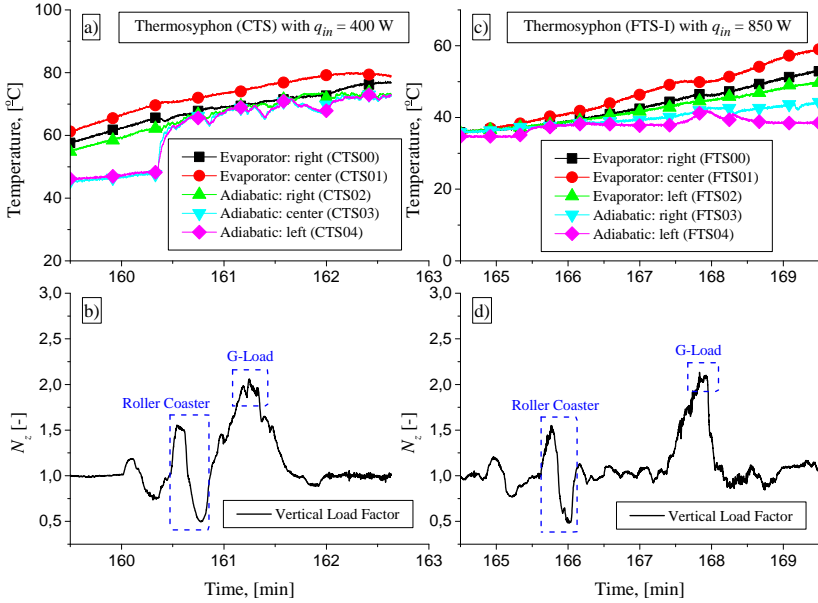 a)
Thermosyphon (CTS) with q_in = 400 W
100
80
60
40
20
Temperature, [ºC]
Evaporator: right (CTS00)
Evaporator: center (CTS01)
Adiabatic: right (CTS02)
Adiabatic: center (CTS03)
Adiabatic: left (CTS04)
160 161 162 163
c)
Thermosyphon (FTS-I) with q_in = 850 W
60
40
20
0
Temperature, [ºC]
Evaporator: right (FTS00)
Evaporator: center (FTS01)
Evaporator: left (FTS02)
Adiabatic: right (FTS03)
Adiabatic: left (FTS04)
165 166 167 168 169
b)
3,0
2,5
2,0
1,5
1,0
0,5
N_z [-]
G-Load
Roller Coaster
Vertical Load Factor
160 161 162 163
Time, [min]
d)
3,0
2,5
2,0
1,5
1,0
0,5
N_z [-]
G-Load
Roller Coaster
Vertical Load Factor
165 166 167 168 169
Time, [min]